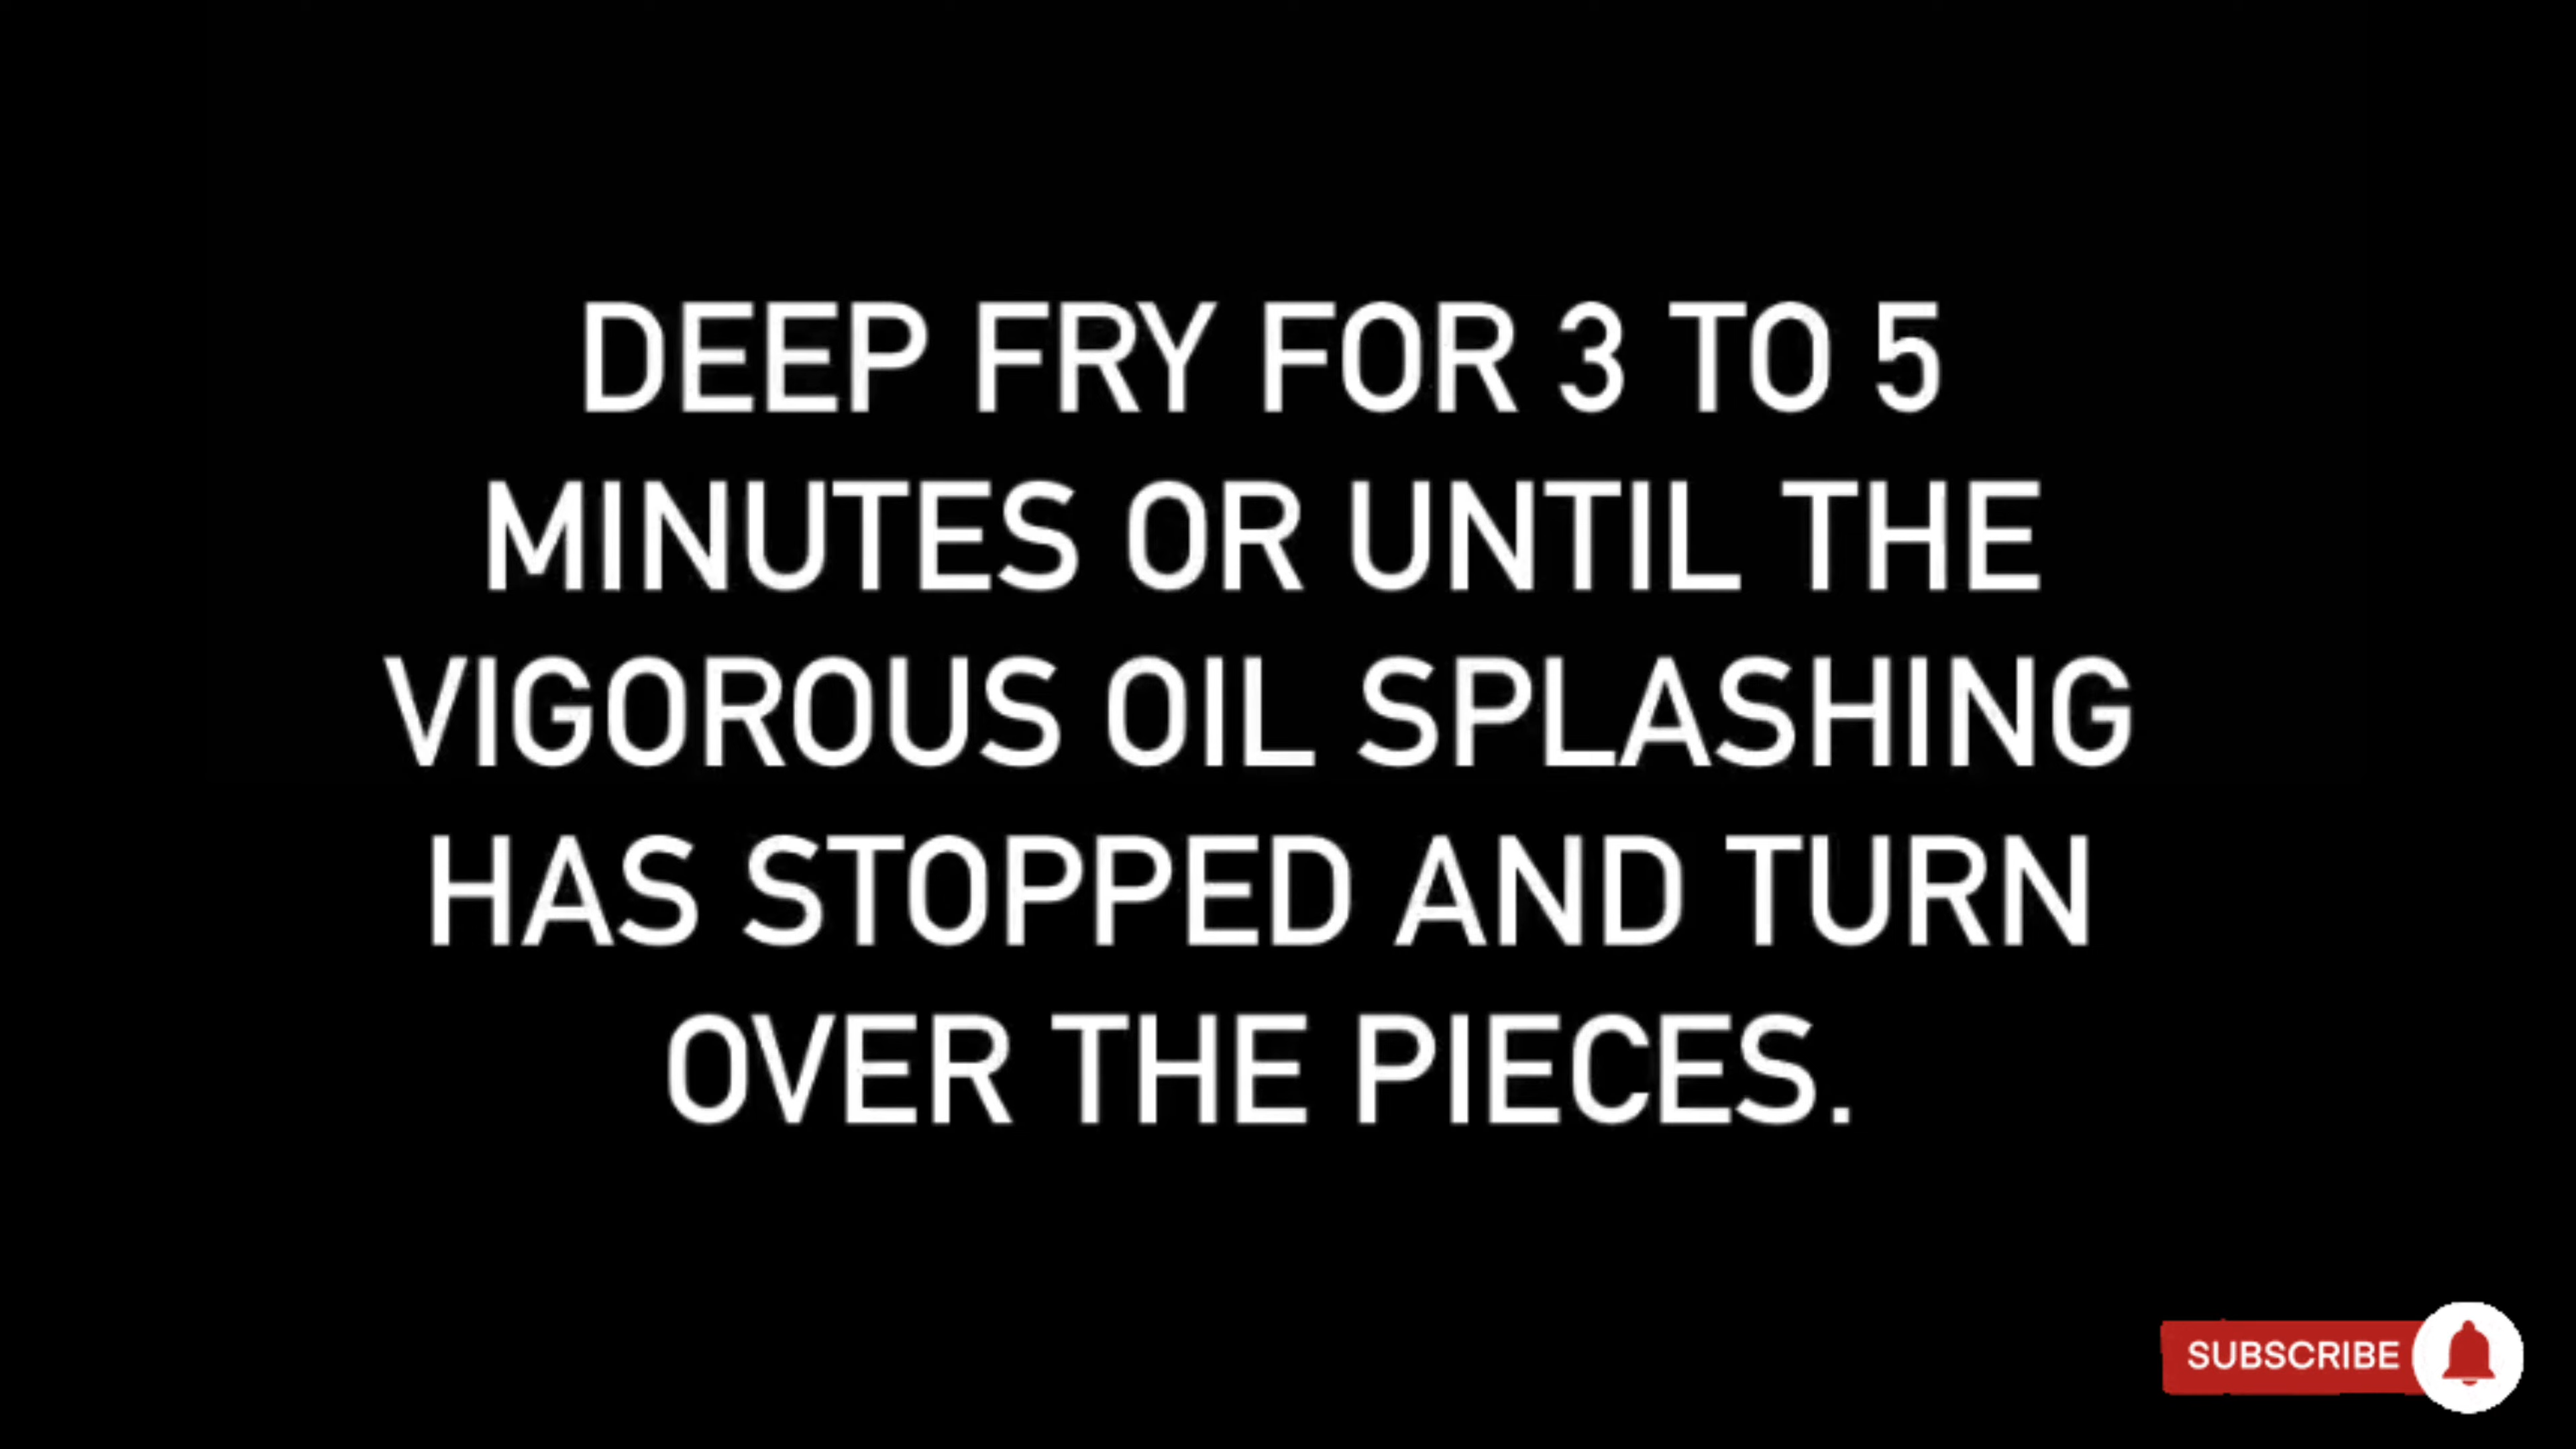 DEEP FRY FOR 3 TO 5
MINUTES OR UNTIL THE
VIGOROUS OIL SPLASHING
HAS STOPPED AND TURN
OVER THE PIECES.
SUBSCRIBE